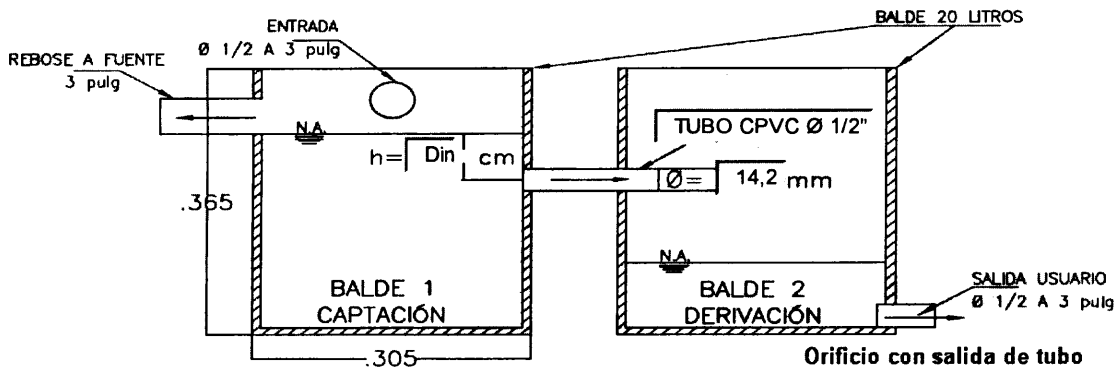 ENTRADA
Ø 1/2 A 3 pulg
BALDE 20 LITROS
REBOSE A FUENTE
3 pulg
N.A.
h= Din cm
TUBO CPVC Ø 1/2"
Ø= 14,2 mm
.365
N.A.
BALDE 1
CAPTACIÓN
BALDE 2
DERIVACIÓN
SALIDA USUARIO
Ø 1/2 A 3 pulg
.305
Orificio con salida de tubo